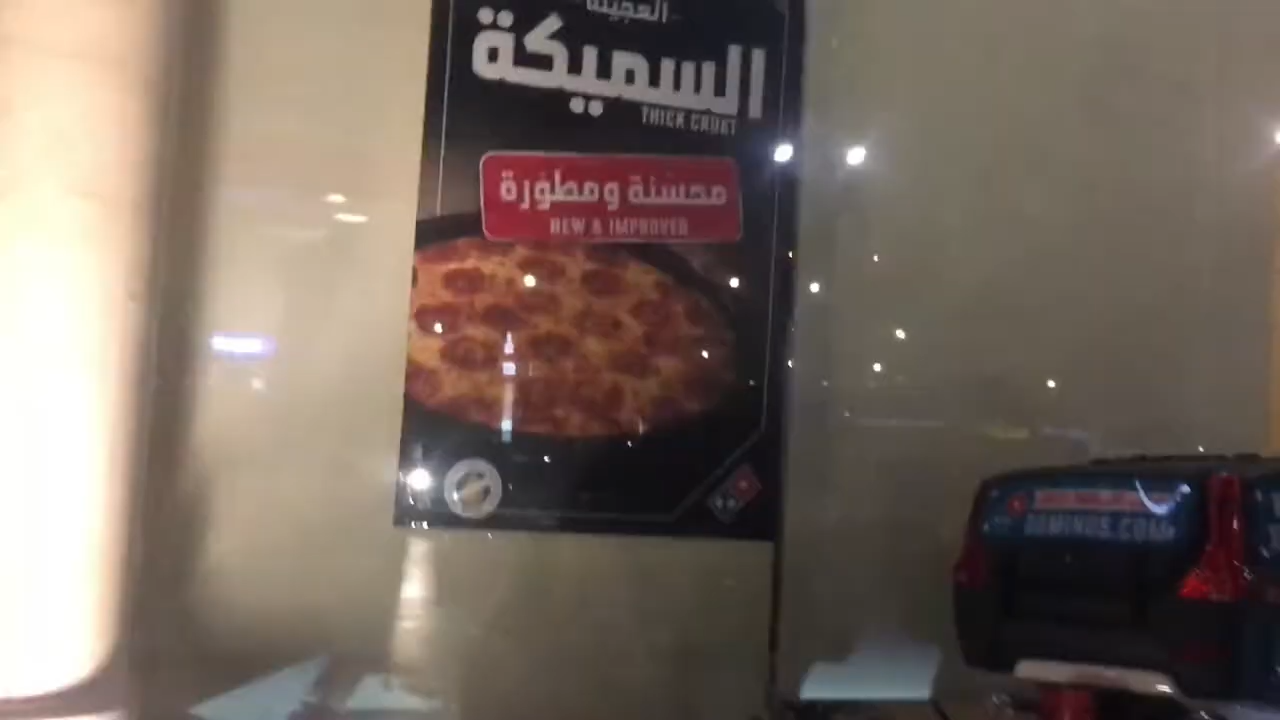 العجينة
السميكة
THICK CRUST
محسنة ومطورة
NEW & IMPROVED
DOMINOS.COM